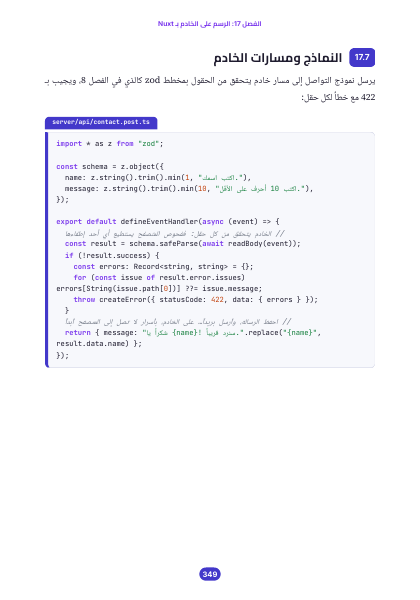 الفصل 17: الرسم على الخادم بـ Nuxt
17.7 النماذج ومسارات الخادم
يرسل نموذج التواصل إلى مسار خادم يتحقق من الحقول بمخطط zod كالذي في الفصل 8، ويجيب بـ
422 مع خطأ لكل حقل:
server/api/contact.post.ts
import * as z from "zod";
const schema = z.object({
name: z.string().trim().min(1, "اكتب اسمك."),
message: z.string().trim().min(10, "اكتب 10 أحرف على الأقل."),
});
export default defineEventHandler(async (event) => {
// الخادم يتحقق من كل حقل: ففحوص المتصفح يستطيع أي أحد إطفاءها
const result = schema.safeParse(await readBody(event));
if (!result.success) {
const errors: Record<string, string> = {};
for (const issue of result.error.issues)
errors[String(issue.path[0])] ??= issue.message;
throw createError({ statusCode: 422, data: { errors } });
}
// احفظ الرسالة، وأرسل بريداً… على الخادم، بأسرار لا تصل إلى المتصفح أبداً
return { message: "شكراً يا {name}! سنرد قريباً.".replace("{name}",
result.data.name) };
});
349